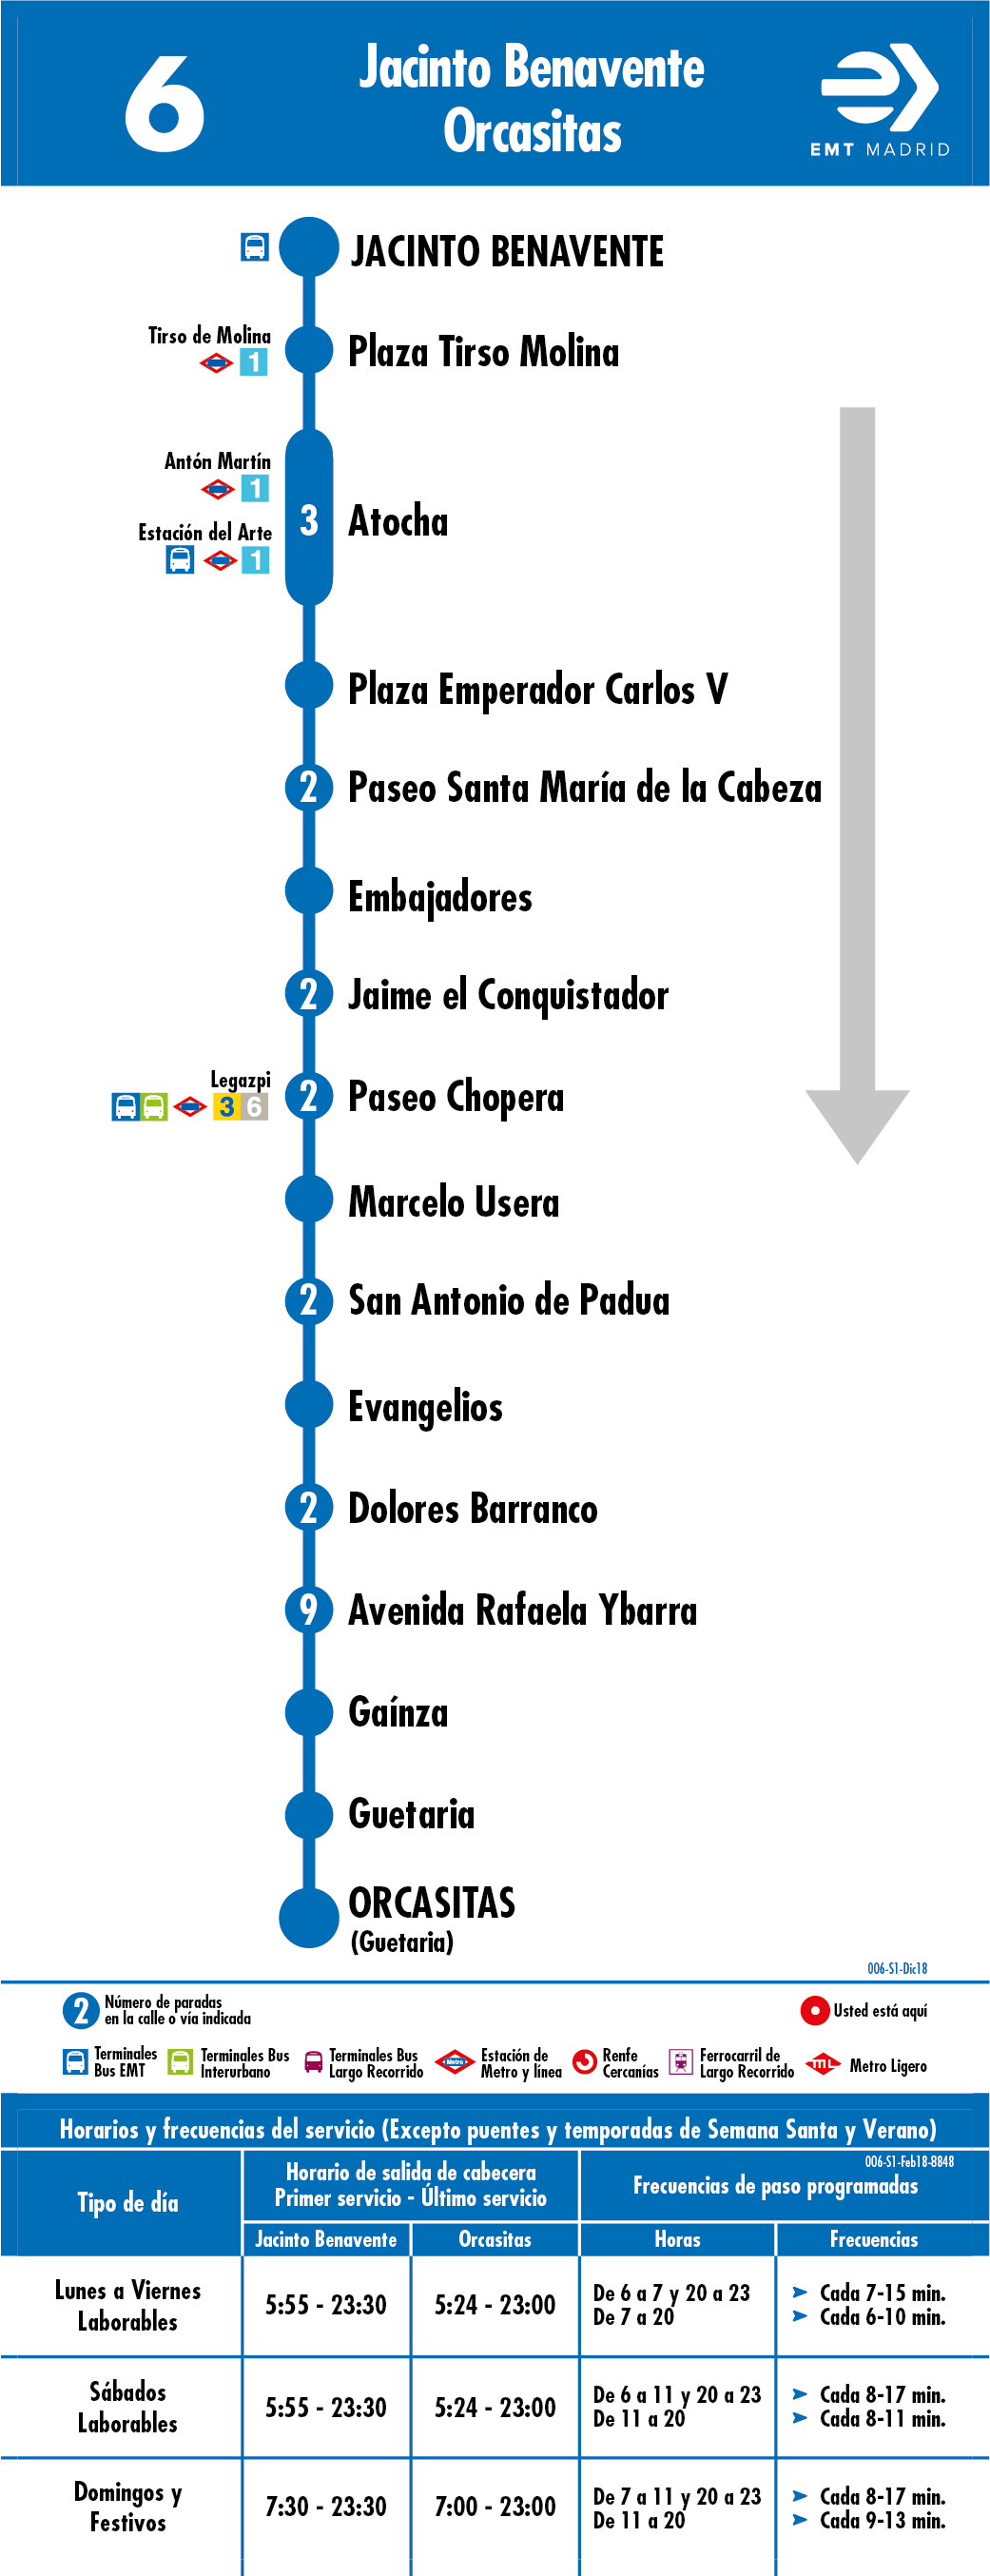 6
Jacinto Benavente
Orcasitas
EMT MADRID
JACINTO BENAVENTE
Tirso de Molina
1
Plaza Tirso Molina
Antón Martín
1
Estación del Arte
1
3
Atocha
Plaza Emperador Carlos V
2
Paseo Santa María de la Cabeza
Embajadores
2
Jaime el Conquistador
Legazpi
3 6
2
Paseo Chopera
Marcelo Usera
2
San Antonio de Padua
Evangelios
2
Dolores Barranco
9
Avenida Rafaela Ybarra
Gaínza
Guetaria
ORCASITAS
(Guetaria)
006-S1-Dic18
2
Número de paradas
en la calle o vía indicada
Usted está aquí
Terminales
Bus EMT
Terminales Bus
Interurbano
Terminales Bus
Largo Recorrido
Metro
Estación de
Metro y línea
Renfe
Cercanías
Ferrocarril de
Largo Recorrido
ML
Metro Ligero
Horarios y frecuencias del servicio (Excepto puentes y temporadas de Semana Santa y Verano)
006-S1-Feb18-8848
Tipo de día
Horario de salida de cabecera
Primer servicio - Último servicio
Frecuencias de paso programadas
Jacinto Benavente
Orcasitas
Horas
Frecuencias
Lunes a Viernes
Laborables
5:55 - 23:30
5:24 - 23:00
De 6 a 7 y 20 a 23
De 7 a 20
Cada 7-15 min.
Cada 6-10 min.
Sábados
Laborables
5:55 - 23:30
5:24 - 23:00
De 6 a 11 y 20 a 23
De 11 a 20
Cada 8-17 min.
Cada 8-11 min.
Domingos y
Festivos
7:30 - 23:30
7:00 - 23:00
De 7 a 11 y 20 a 23
De 11 a 20
Cada 8-17 min.
Cada 9-13 min.